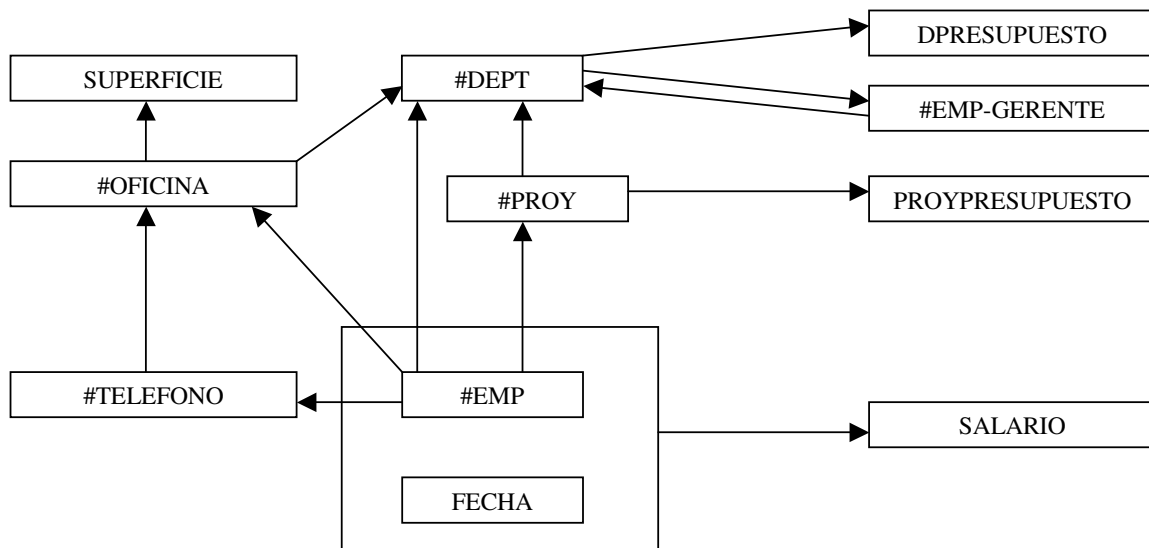 DPRESUPUESTO
SUPERFICIE
#DEPT
#EMP-GERENTE
#OFICINA
#PROY
PROYPRESUPUESTO
#TELEFONO
#EMP
SALARIO
FECHA